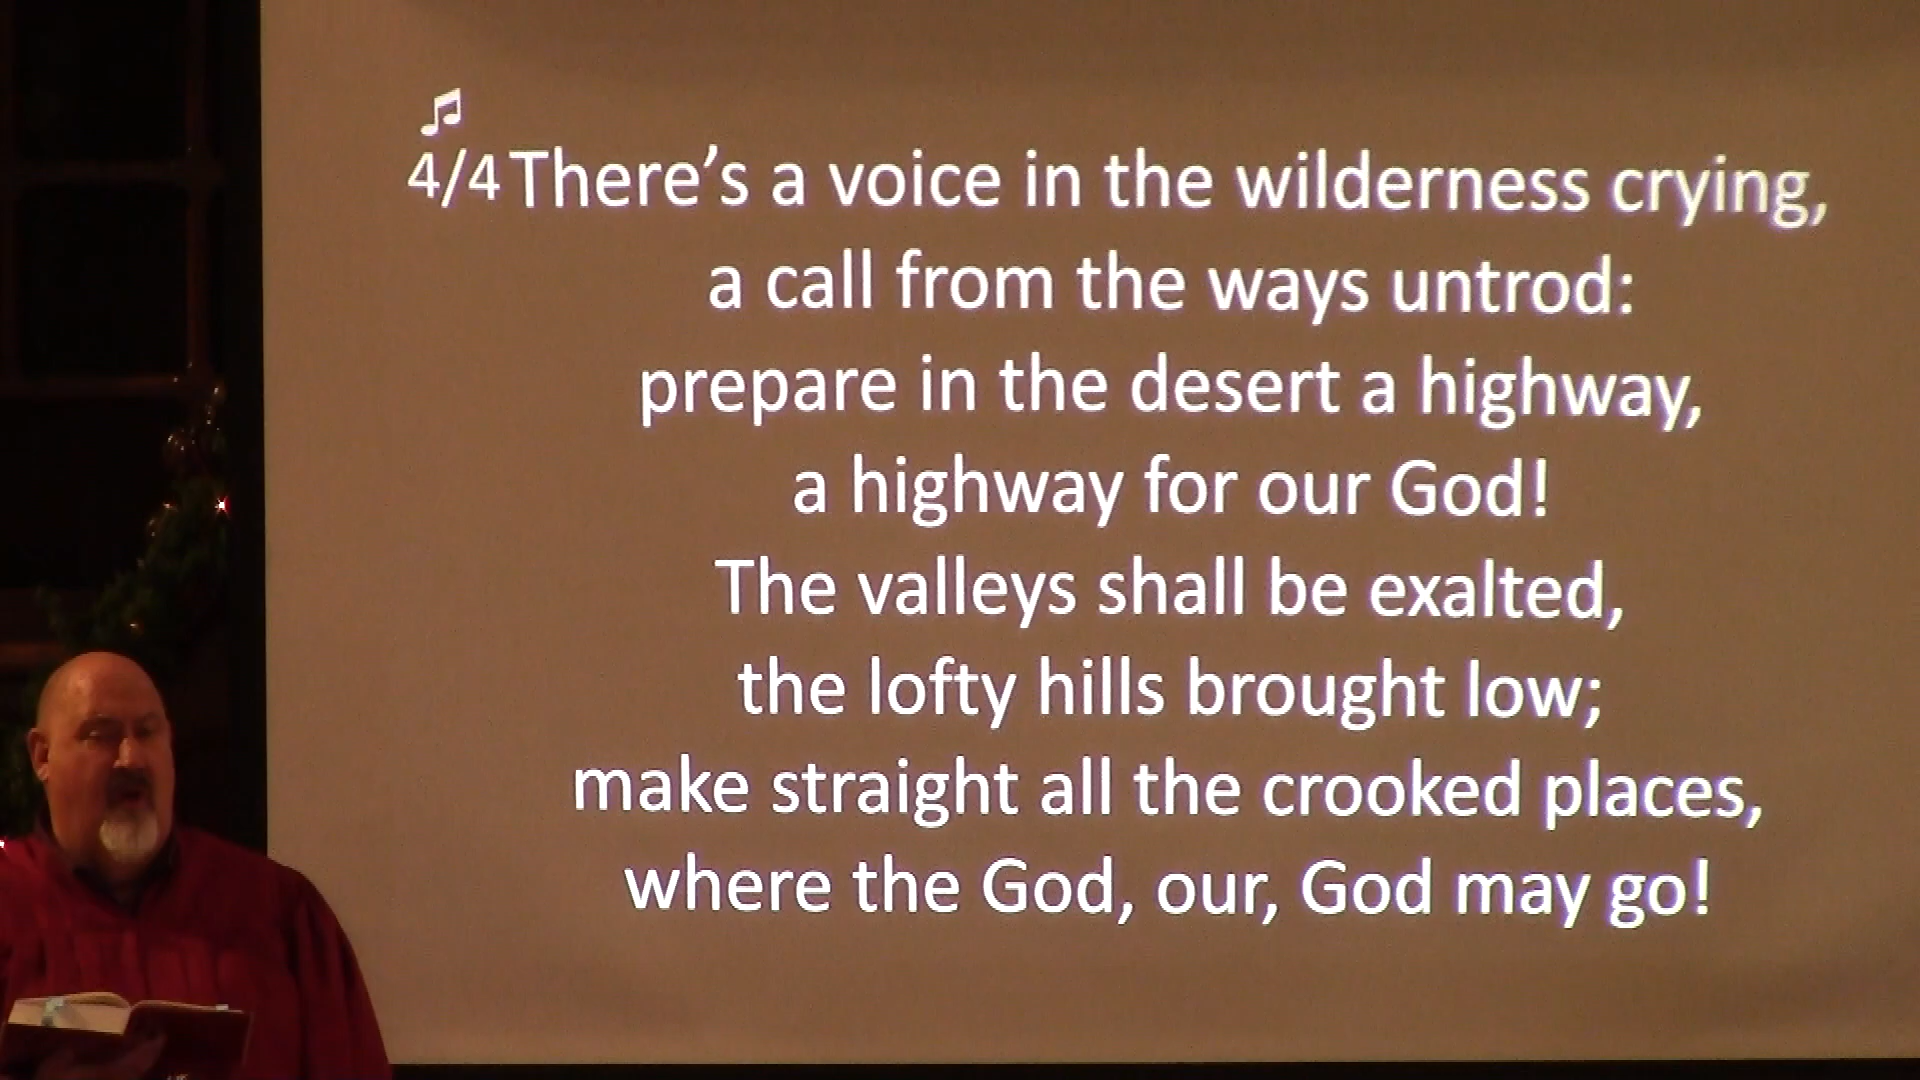 ♫
4/4 There’s a voice in the wilderness crying,
a call from the ways untrod:
prepare in the desert a highway,
a highway for our God!
The valleys shall be exalted,
the lofty hills brought low;
make straight all the crooked places,
where the God, our, God may go!